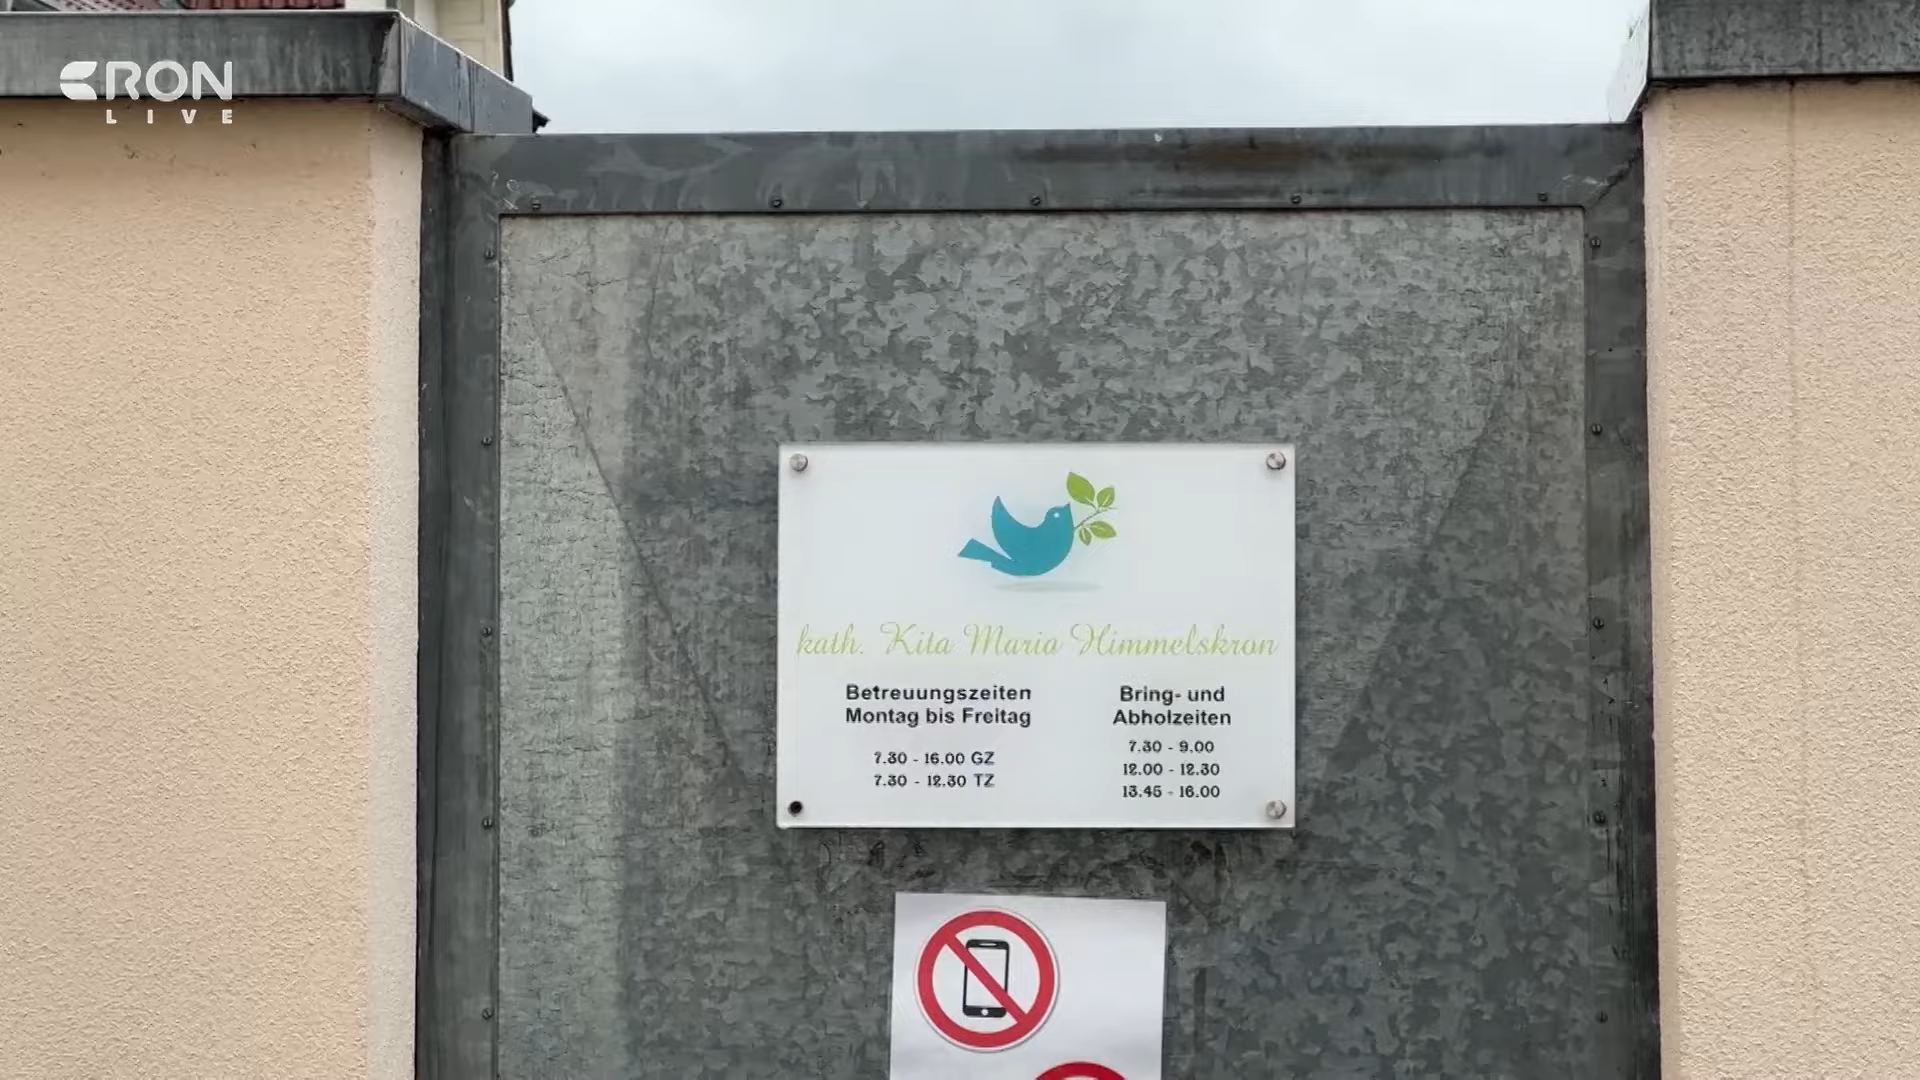 RON
LIVE
kath. Kita Maria Himmelskron
Betreuungszeiten
Montag bis Freitag
7.30 - 16.00 GZ
7.30 - 12.30 TZ
Bring- und
Abholzeiten
7.30 - 9.00
12.00 - 12.30
13.45 - 16.00